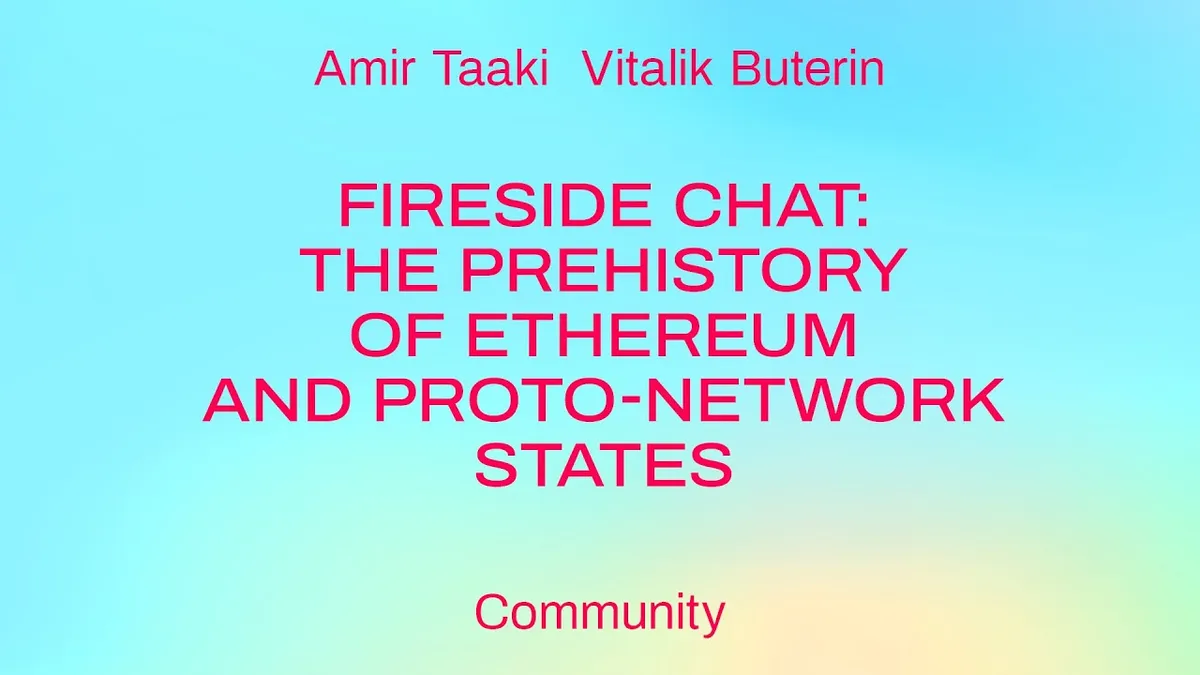 Amir Taaki Vitalik Buterin
FIRESIDE CHAT:
THE PREHISTORY
OF ETHEREUM
AND PROTO-NETWORK
STATES
Community